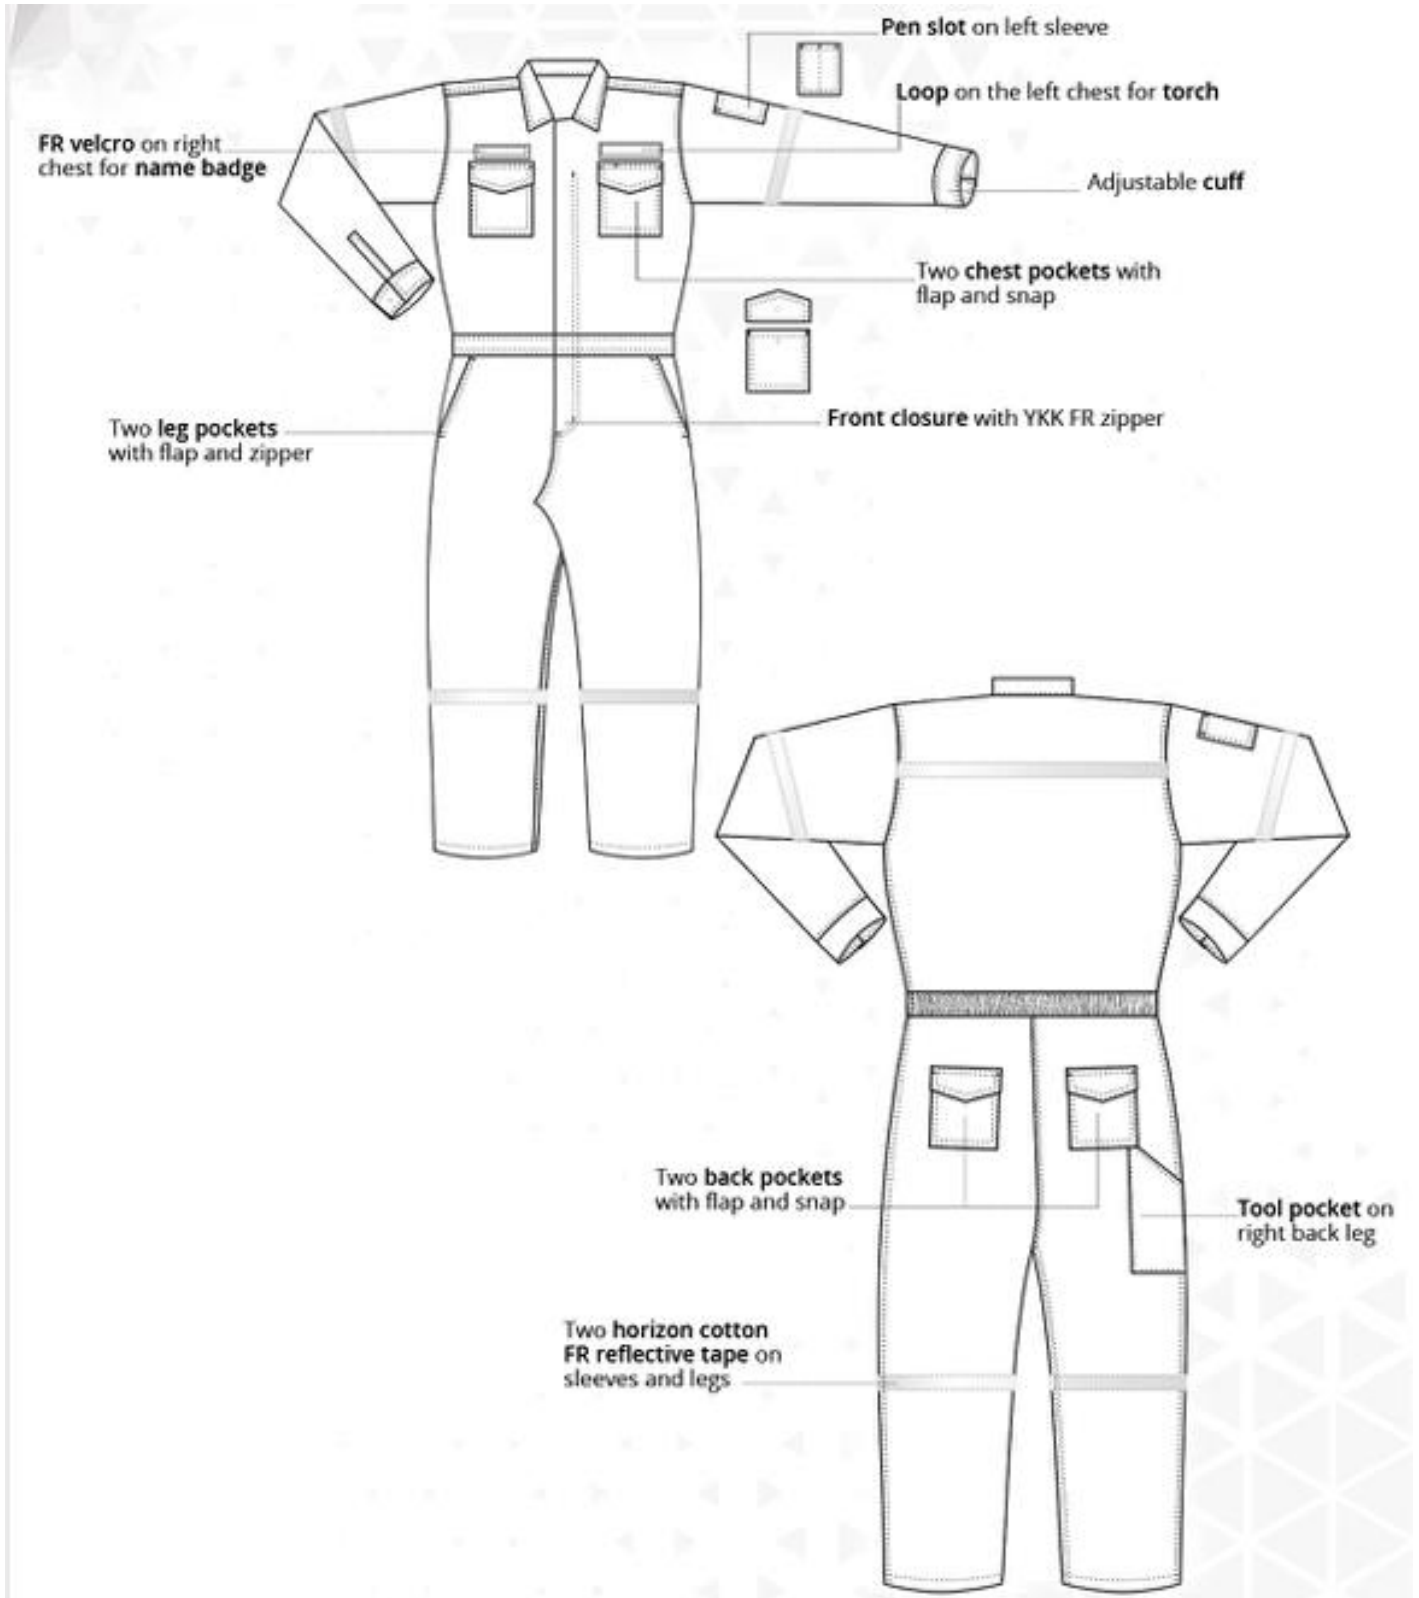 Pen slot on left sleeve
Loop on the left chest for torch
FR velcro on right
chest for name badge
Adjustable cuff
Two chest pockets with
flap and snap
Two leg pockets
with flap and zipper
Front closure with YKK FR zipper
Two back pockets
with flap and snap
Tool pocket on
right back leg
Two horizon cotton
FR reflective tape on
sleeves and legs